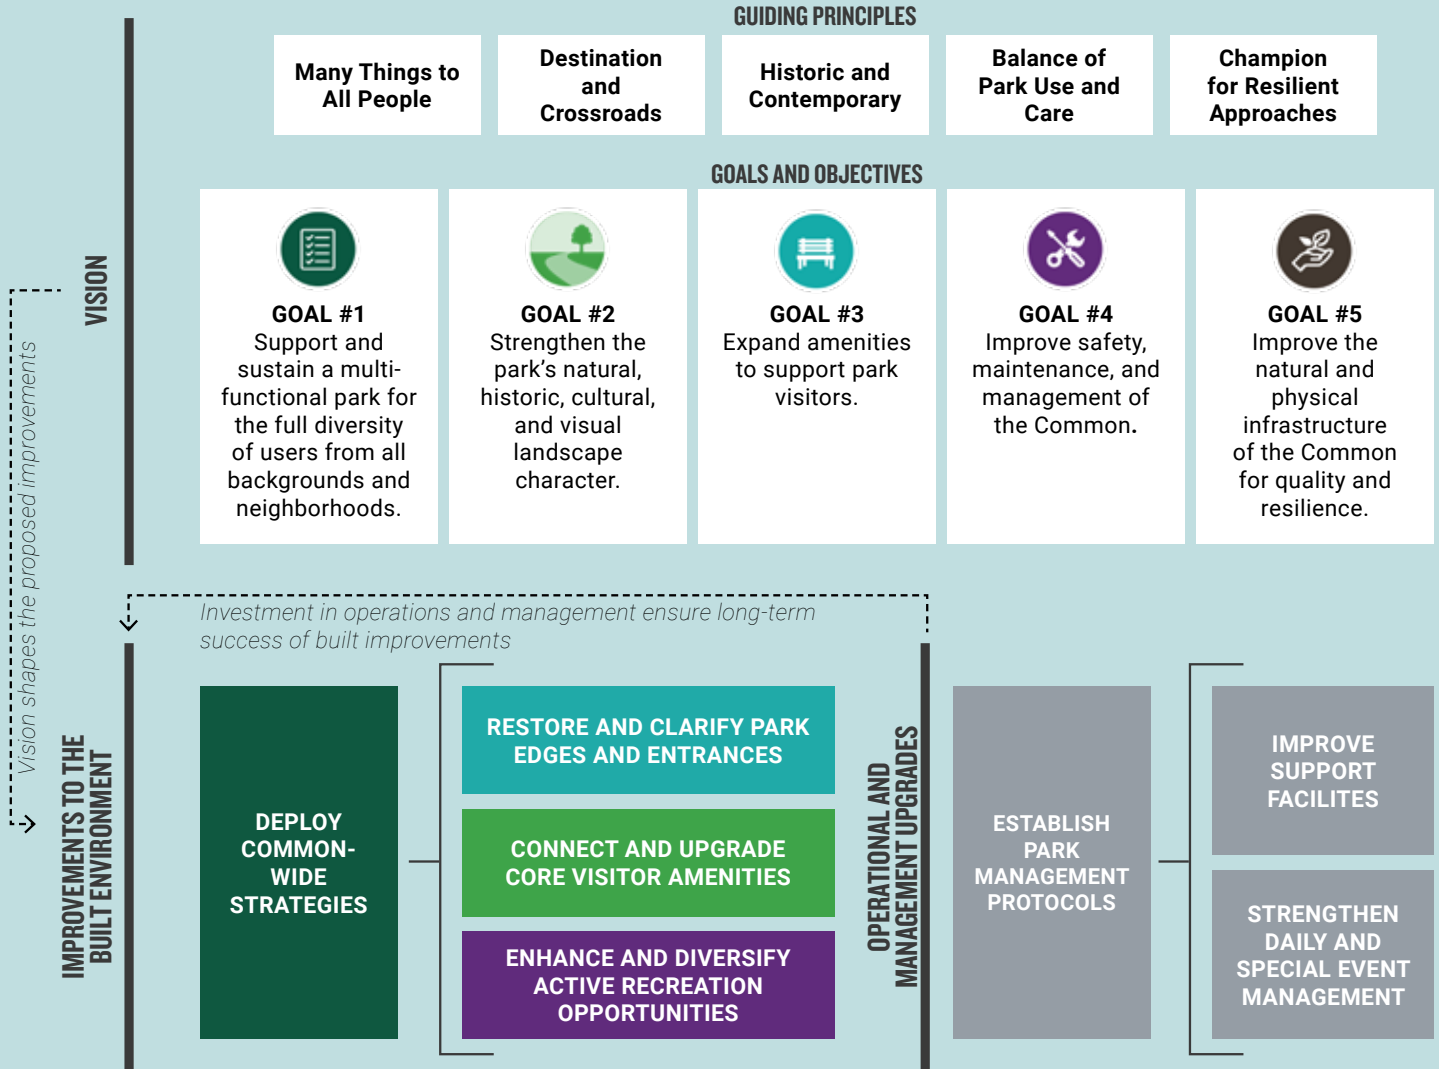 GUIDING PRINCIPLES
Many Things to
All People
Destination
and
Crossroads
Historic and
Contemporary
Balance of
Park Use and
Care
Champion
for Resilient
Approaches
GOALS AND OBJECTIVES
VISION
GOAL #1
Support and
sustain a multi-
functional park for
the full diversity
of users from all
backgrounds and
neighborhoods.
GOAL #2
Strengthen the
park’s natural,
historic, cultural,
and visual
landscape
character.
GOAL #3
Expand amenities
to support park
visitors.
GOAL #4
Improve safety,
maintenance, and
management of
the Common.
GOAL #5
Improve the
natural and
physical
infrastructure
of the Common
for quality and
resilience.
Vision shapes the proposed improvements
Investment in operations and management ensure long-term
success of built improvements
IMPROVEMENTS TO THE
BUILT ENVIRONMENT
DEPLOY
COMMON-
WIDE
STRATEGIES
RESTORE AND CLARIFY PARK
EDGES AND ENTRANCES
CONNECT AND UPGRADE
CORE VISITOR AMENITIES
ENHANCE AND DIVERSIFY
ACTIVE RECREATION
OPPORTUNITIES
OPERATIONAL AND
MANAGEMENT UPGRADES
ESTABLISH
PARK
MANAGEMENT
PROTOCOLS
IMPROVE
SUPPORT
FACILITES
STRENGTHEN
DAILY AND
SPECIAL EVENT
MANAGEMENT